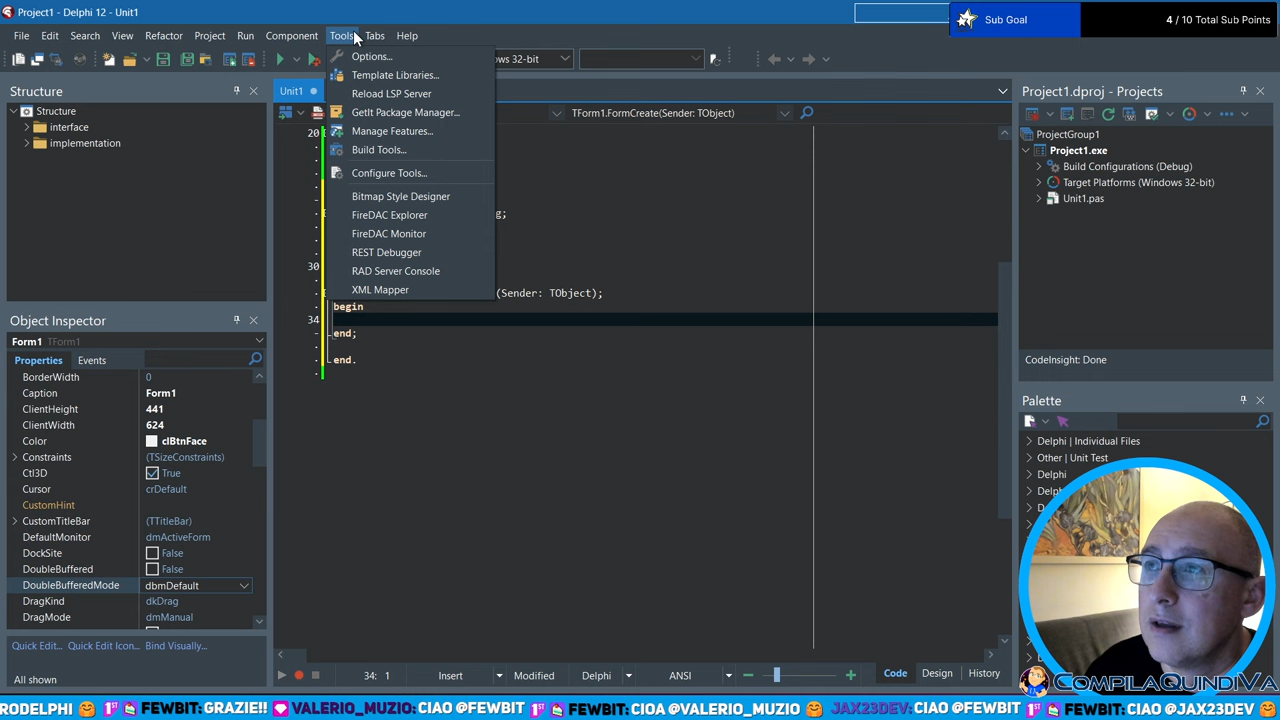 Project1 - Delphi 12 - Unit1
Sub Goal
4 / 10 Total Sub Points
File Edit Search View Refactor Project Run Component Tools Tabs Help
Options...
Template Libraries...
Reload LSP Server
GetIt Package Manager...
Manage Features...
Build Tools...
Configure Tools...
Bitmap Style Designer
FireDAC Explorer
FireDAC Monitor
REST Debugger
RAD Server Console
XML Mapper
ows 32-bit
Structure
Structure
interface
implementation
Unit1
TForm1.FormCreate(Sender: TObject)
20
g;
30
(Sender: TObject);
begin
34
end;
end.
Object Inspector
Form1 TForm1
Properties Events
BorderWidth 0
Caption Form1
ClientHeight 441
ClientWidth 624
Color clBtnFace
Constraints (TSizeConstraints)
Ctl3D True
Cursor crDefault
CustomHint
CustomTitleBar (TTitleBar)
DefaultMonitor dmActiveForm
DockSite False
DoubleBuffered False
DoubleBufferedMode dbmDefault
DragKind dkDrag
DragMode dmManual
Quick Edit... Quick Edit Icon... Bind Visually...
All shown
34: 1 Insert Modified Delphi ANSI Code Design History
Project1.dproj - Projects
ProjectGroup1
Project1.exe
Build Configurations (Debug)
Target Platforms (Windows 32-bit)
Unit1.pas
CodeInsight: Done
Palette
Delphi | Individual Files
Other | Unit Test
Delphi
Delp
COMPILAQUINDIVA
RODELPHI 1st FEWBIT: GRAZIE!! VALERIO_MUZIO: CIAO @FEWBIT 1st FEWBIT: CIOA @VALERIO_MUZIO 1st JAX23DEV: CIAO @FEWBIT 1st FEWBIT: CIAO @JAX23DEV